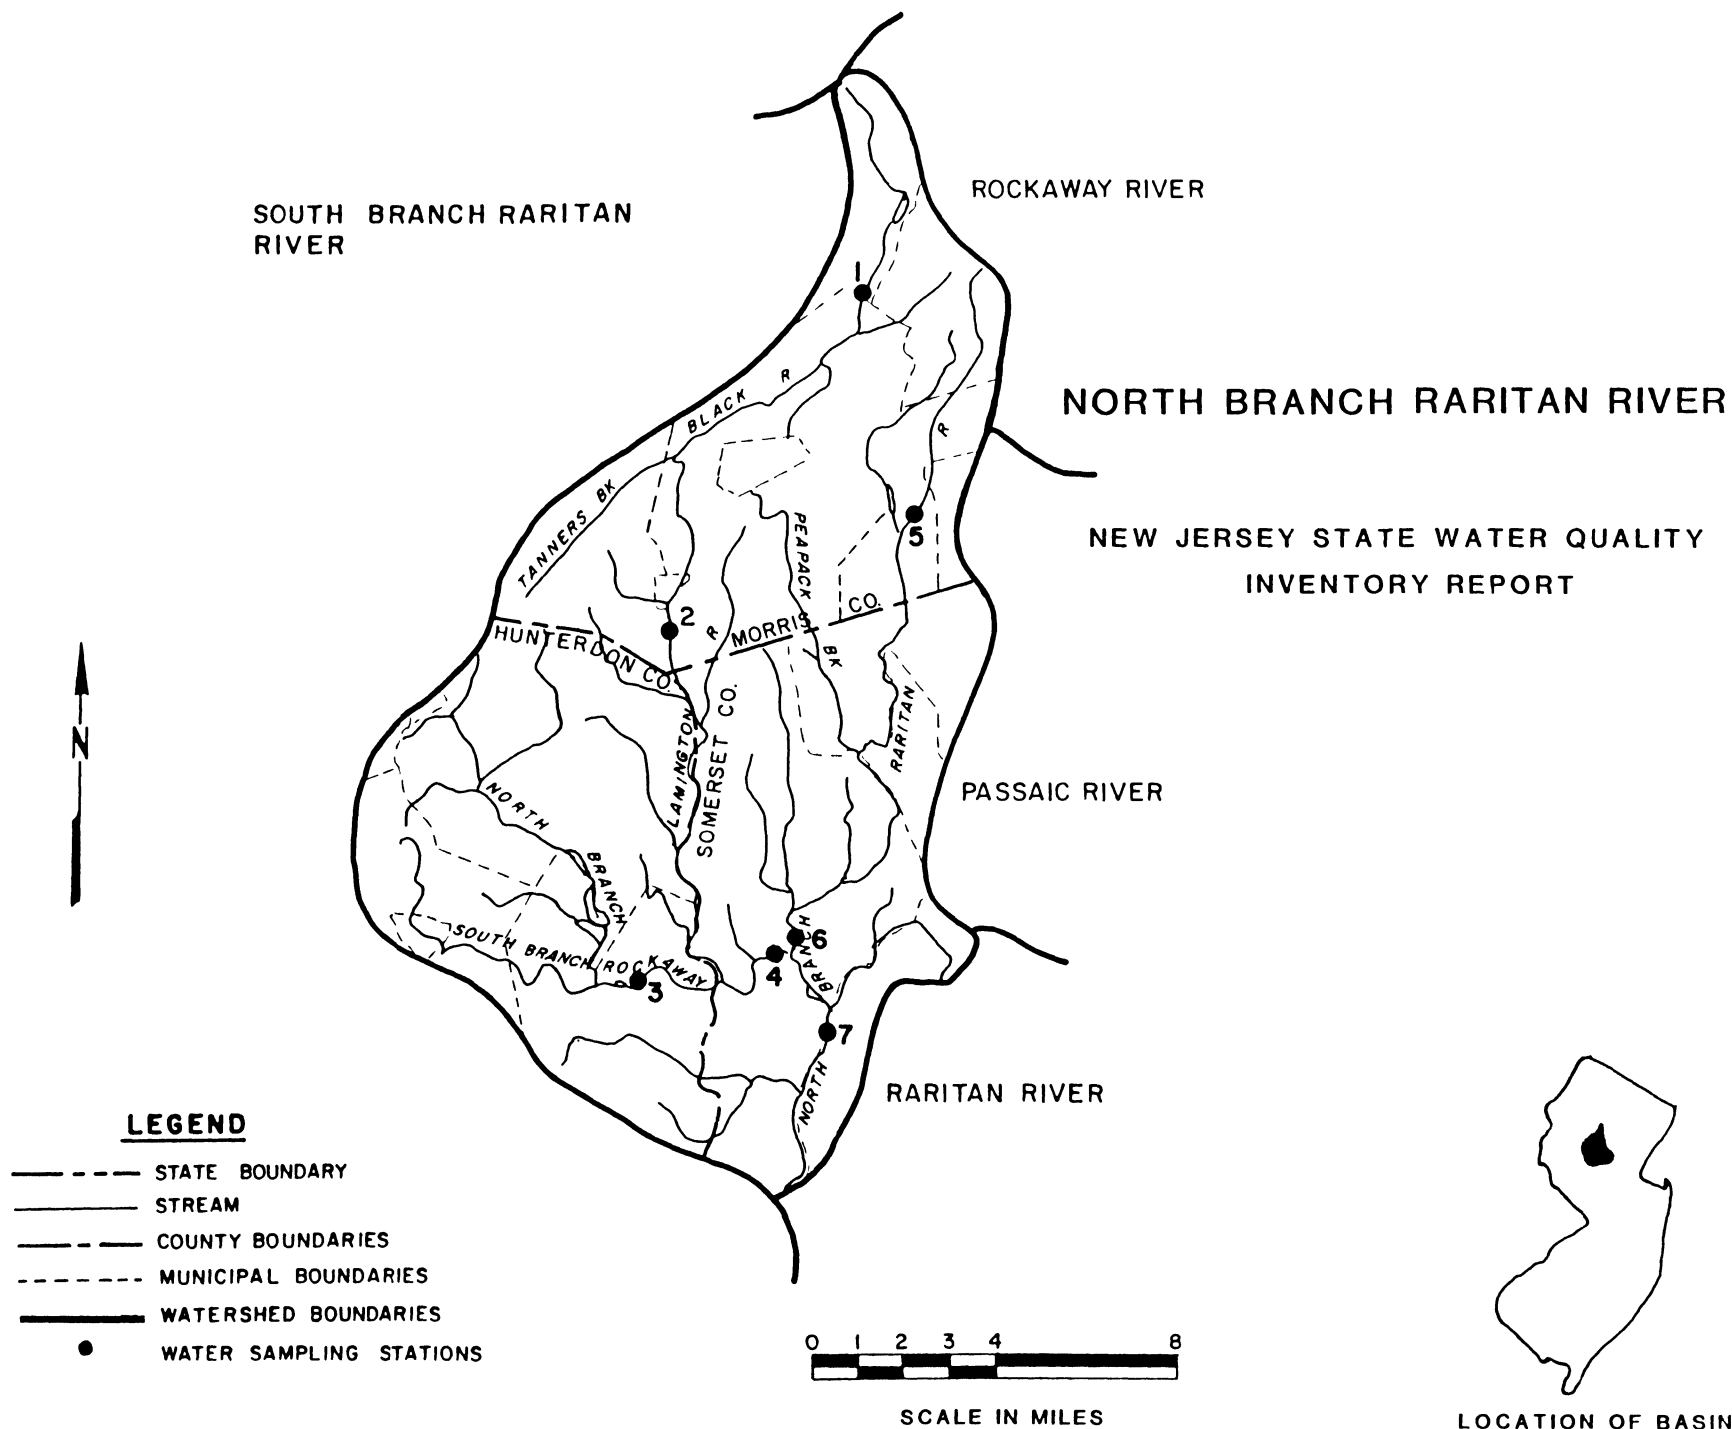 SOUTH BRANCH RARITAN
RIVER
ROCKAWAY RIVER
1
NORTH BRANCH RARITAN RIVER
BLACK R
R
TANNERS BK
PEAPACK
BK
5
NEW JERSEY STATE WATER QUALITY
INVENTORY REPORT
2
R
MORRIS CO.
HUNTERDON CO.
N
LAMINGTON
SOMERSET CO.
RARITAN
PASSAIC RIVER
NORTH
BRANCH
SOUTH BRANCH ROCKAWAY
3
4
6
BRANCH
7
NORTH
RARITAN RIVER
LEGEND
STATE BOUNDARY
STREAM
COUNTY BOUNDARIES
MUNICIPAL BOUNDARIES
WATERSHED BOUNDARIES
WATER SAMPLING STATIONS
0 1 2 3 4 8
SCALE IN MILES
LOCATION OF BASIN